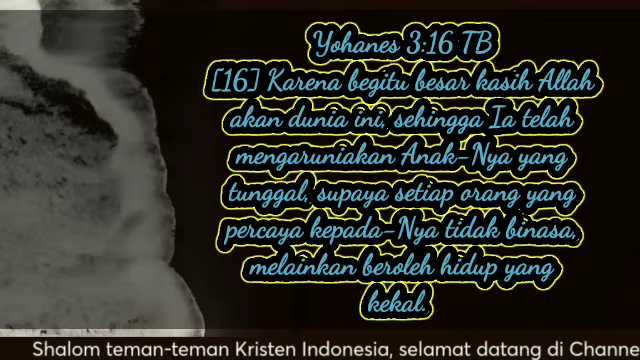 Yohanes 3:16 TB
[16] Karena begitu besar kasih Allah
akan dunia ini, sehingga Ia telah
mengaruniakan Anak-Nya yang
tunggal, supaya setiap orang yang
percaya kepada-Nya tidak binasa,
melainkan beroleh hidup yang
kekal.
Shalom teman-teman Kristen Indonesia, selamat datang di Channe